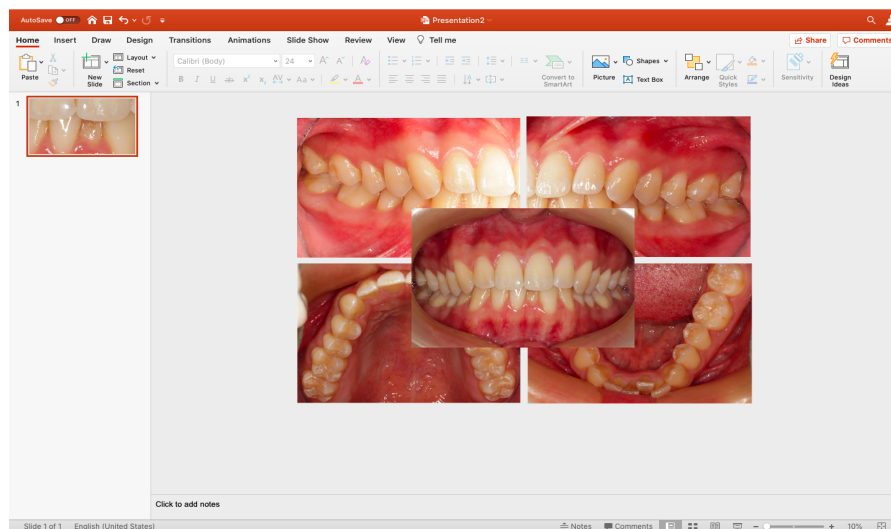 AutoSave OFF Presentation2
Home Insert Draw Design Transitions Animations Slide Show Review View Tell me Share Comments
Paste New Slide Layout Reset Section Calibri (Body) 24 Convert to SmartArt Picture Shapes Text Box Arrange Quick Styles Sensitivity Design Ideas
1
Click to add notes
Slide 1 of 1 English (United States) Notes Comments 10%